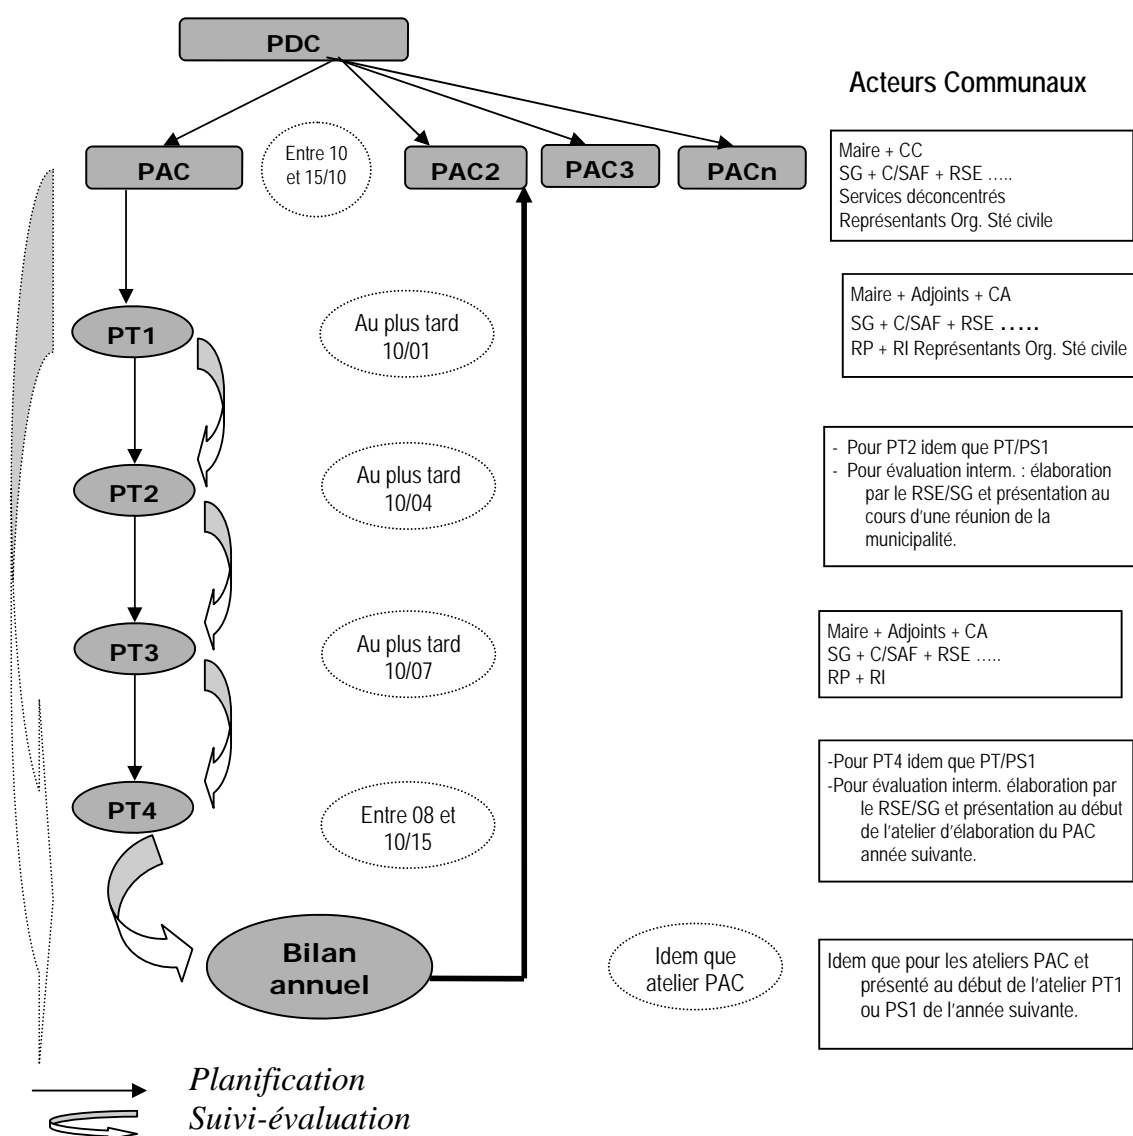 PDC
Acteurs Communaux
PAC
Entre 10
et 15/10
PAC2
PAC3
PACn
Maire + CC
SG + C/SAF + RSE …..
Services déconcentrés
Représentants Org. Sté civile
PT1
Au plus tard
10/01
Maire + Adjoints + CA
SG + C/SAF + RSE …..
RP + RI Représentants Org. Sté civile
PT2
Au plus tard
10/04
- Pour PT2 idem que PT/PS1
- Pour évaluation interm. : élaboration
par le RSE/SG et présentation au
cours d’une réunion de la
municipalité.
PT3
Au plus tard
10/07
Maire + Adjoints + CA
SG + C/SAF + RSE …..
RP + RI
PT4
Entre 08 et
10/15
-Pour PT4 idem que PT/PS1
-Pour évaluation interm. élaboration par
le RSE/SG et présentation au début
de l’atelier d’élaboration du PAC
année suivante.
Bilan
annuel
Idem que
atelier PAC
Idem que pour les ateliers PAC et
présenté au début de l’atelier PT1
ou PS1 de l’année suivante.
Planification
Suivi-évaluation